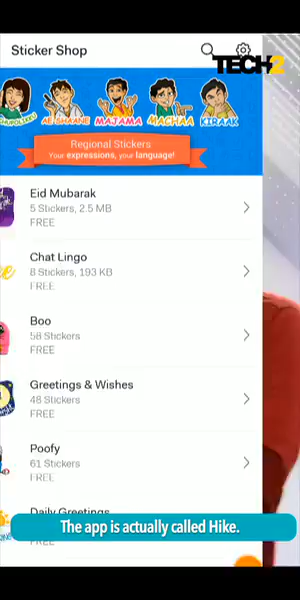 Sticker Shop
TECH2
CHUPOLIKKU
AE SHAANE
MAJAMA
MACHAA
KIRAAK
Regional Stickers
Your expressions, your language!
Eid Mubarak
5 Stickers, 2.5 MB
FREE
Chat Lingo
8 Stickers, 193 KB
FREE
Boo
56 Stickers
FREE
Greetings & Wishes
48 Stickers
FREE
Poofy
61 Stickers
FREE
Daily Greetings
The app is actually called Hike.
FREE